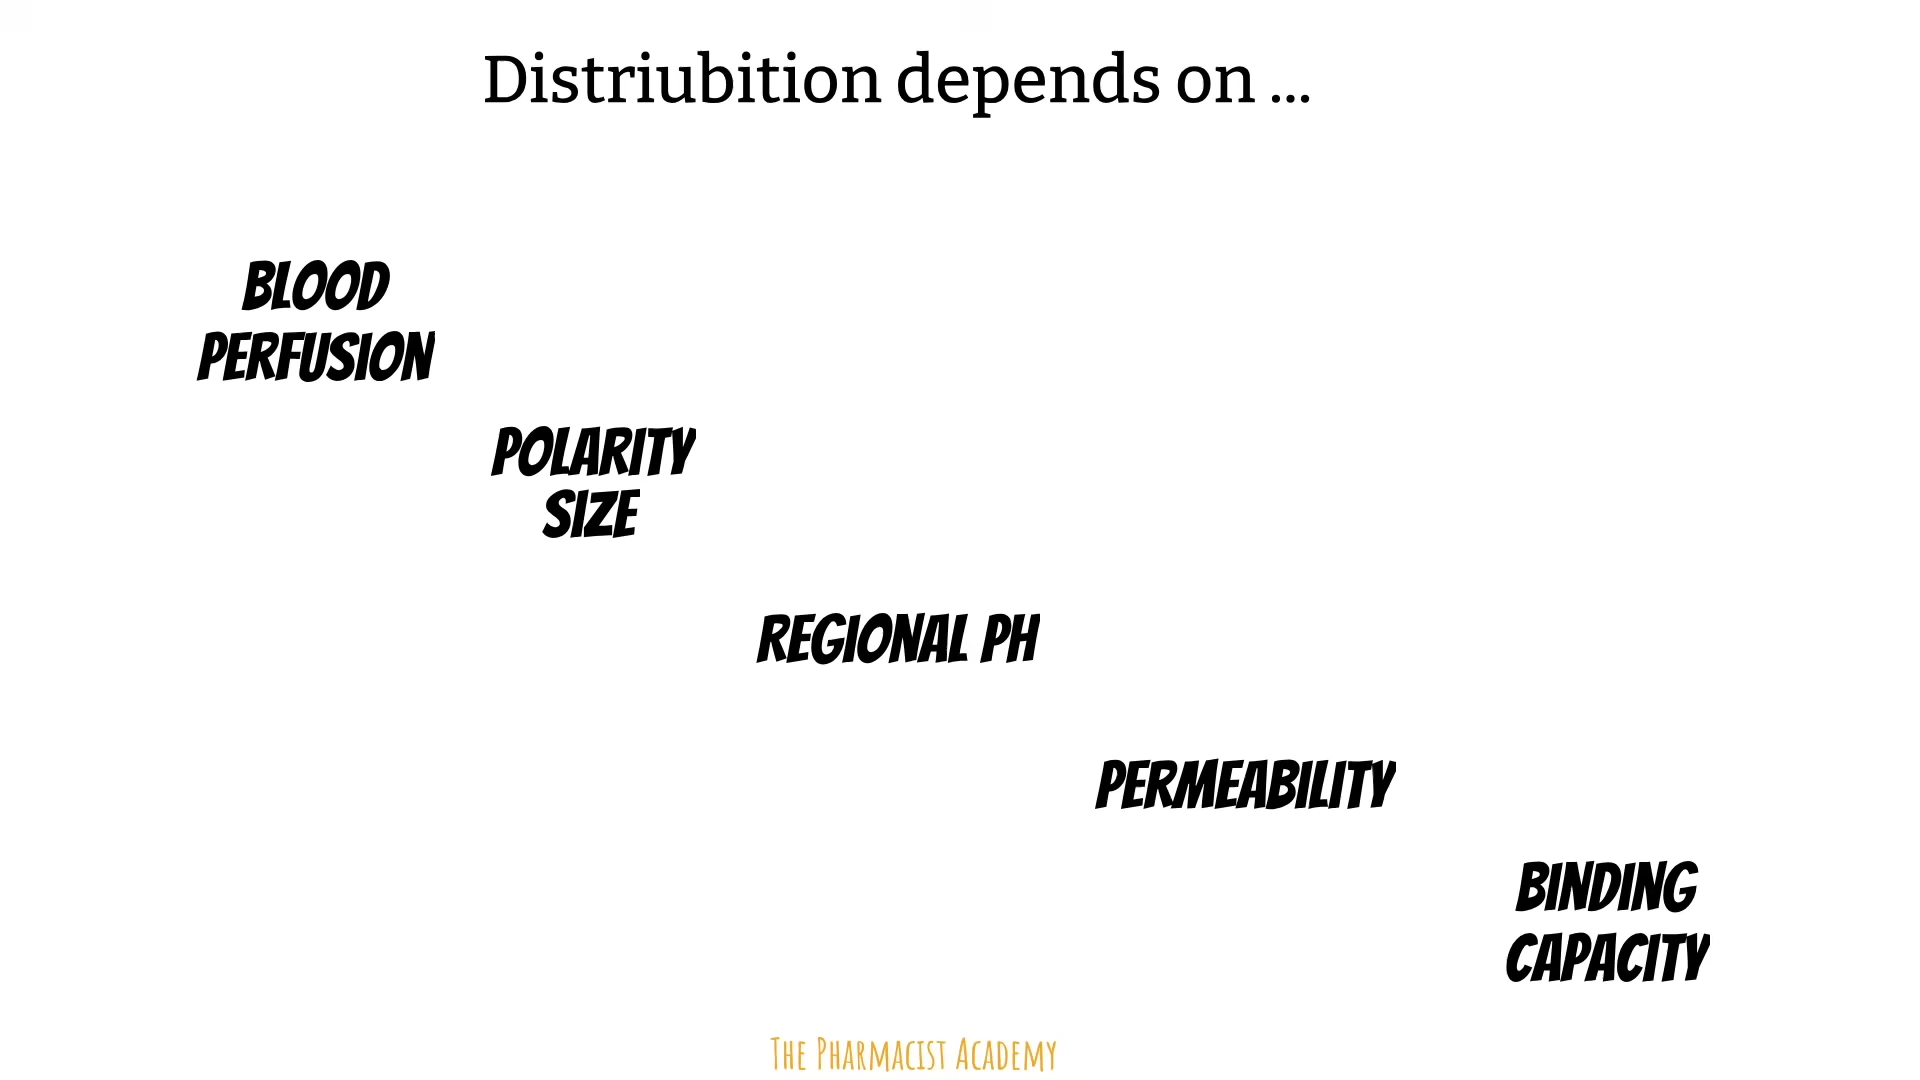 Distriubition depends on ...
BLOOD
PERFUSION
POLARITY
SIZE
REGIONAL PH
PERMEABILITY
BINDING
CAPACITY
The Pharmacist Academy